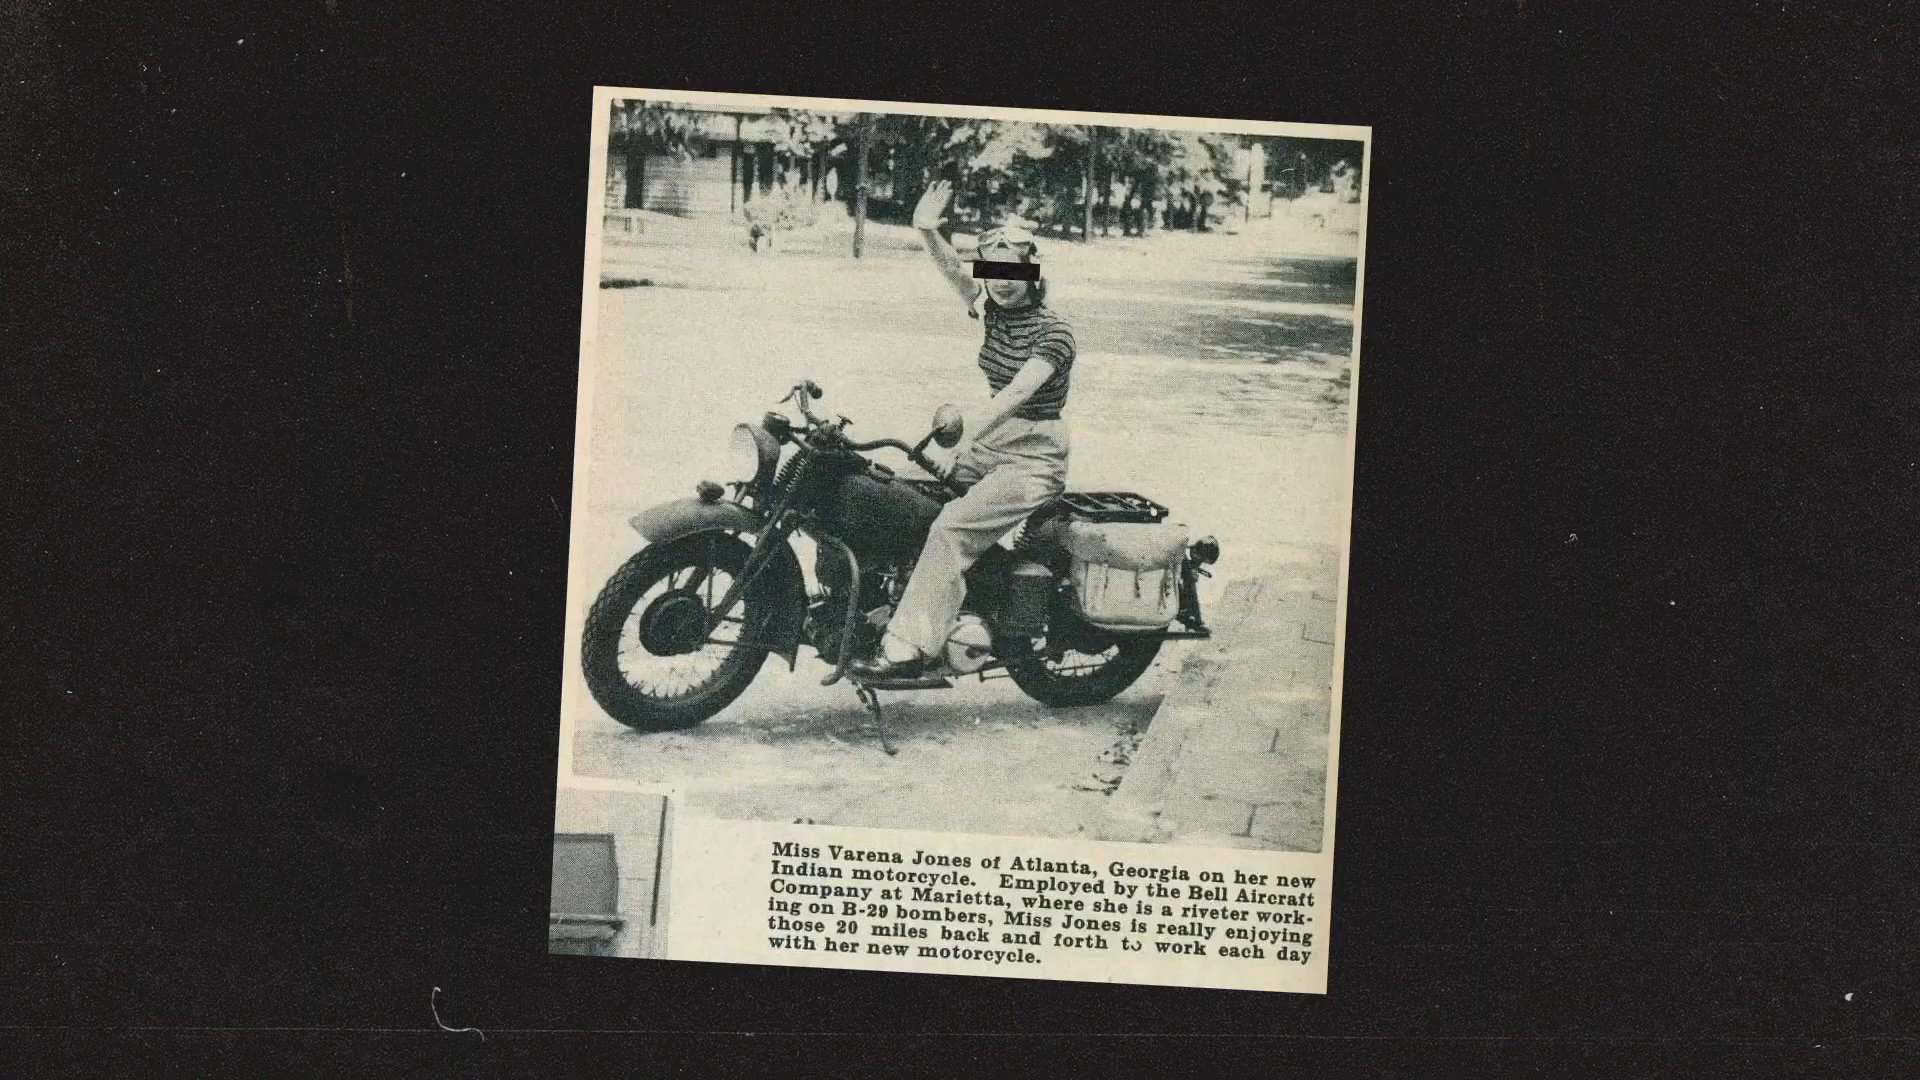 Miss Varena Jones of Atlanta, Georgia on her new
Indian motorcycle. Employed by the Bell Aircraft
Company at Marietta, where she is a riveter work-
ing on B-29 bombers, Miss Jones is really enjoying
those 20 miles back and forth to work each day
with her new motorcycle.